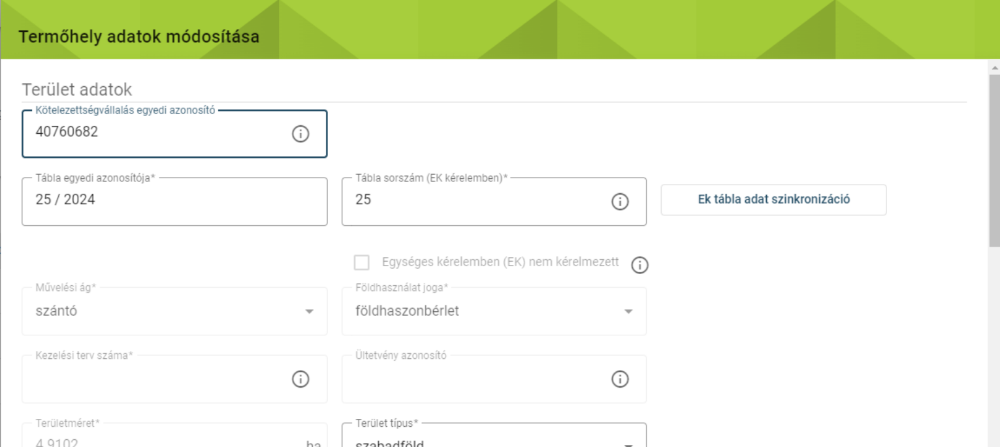 Termőhely adatok módosítása
Terület adatok
Kötelezettségvállalás egyedi azonosító
40760682
Tábla egyedi azonosítója*
25 / 2024
Tábla sorszám (EK kérelemben)*
25
Ek tábla adat szinkronizáció
Egységes kérelemben (EK) nem kérelmezett
Művelési ág*
szántó
Földhasználat joga*
földhaszonbérlet
Kezelési terv száma*
Ültetvény azonosító
Területméret*
4,9102 ha
Terület típus*
szabadföld